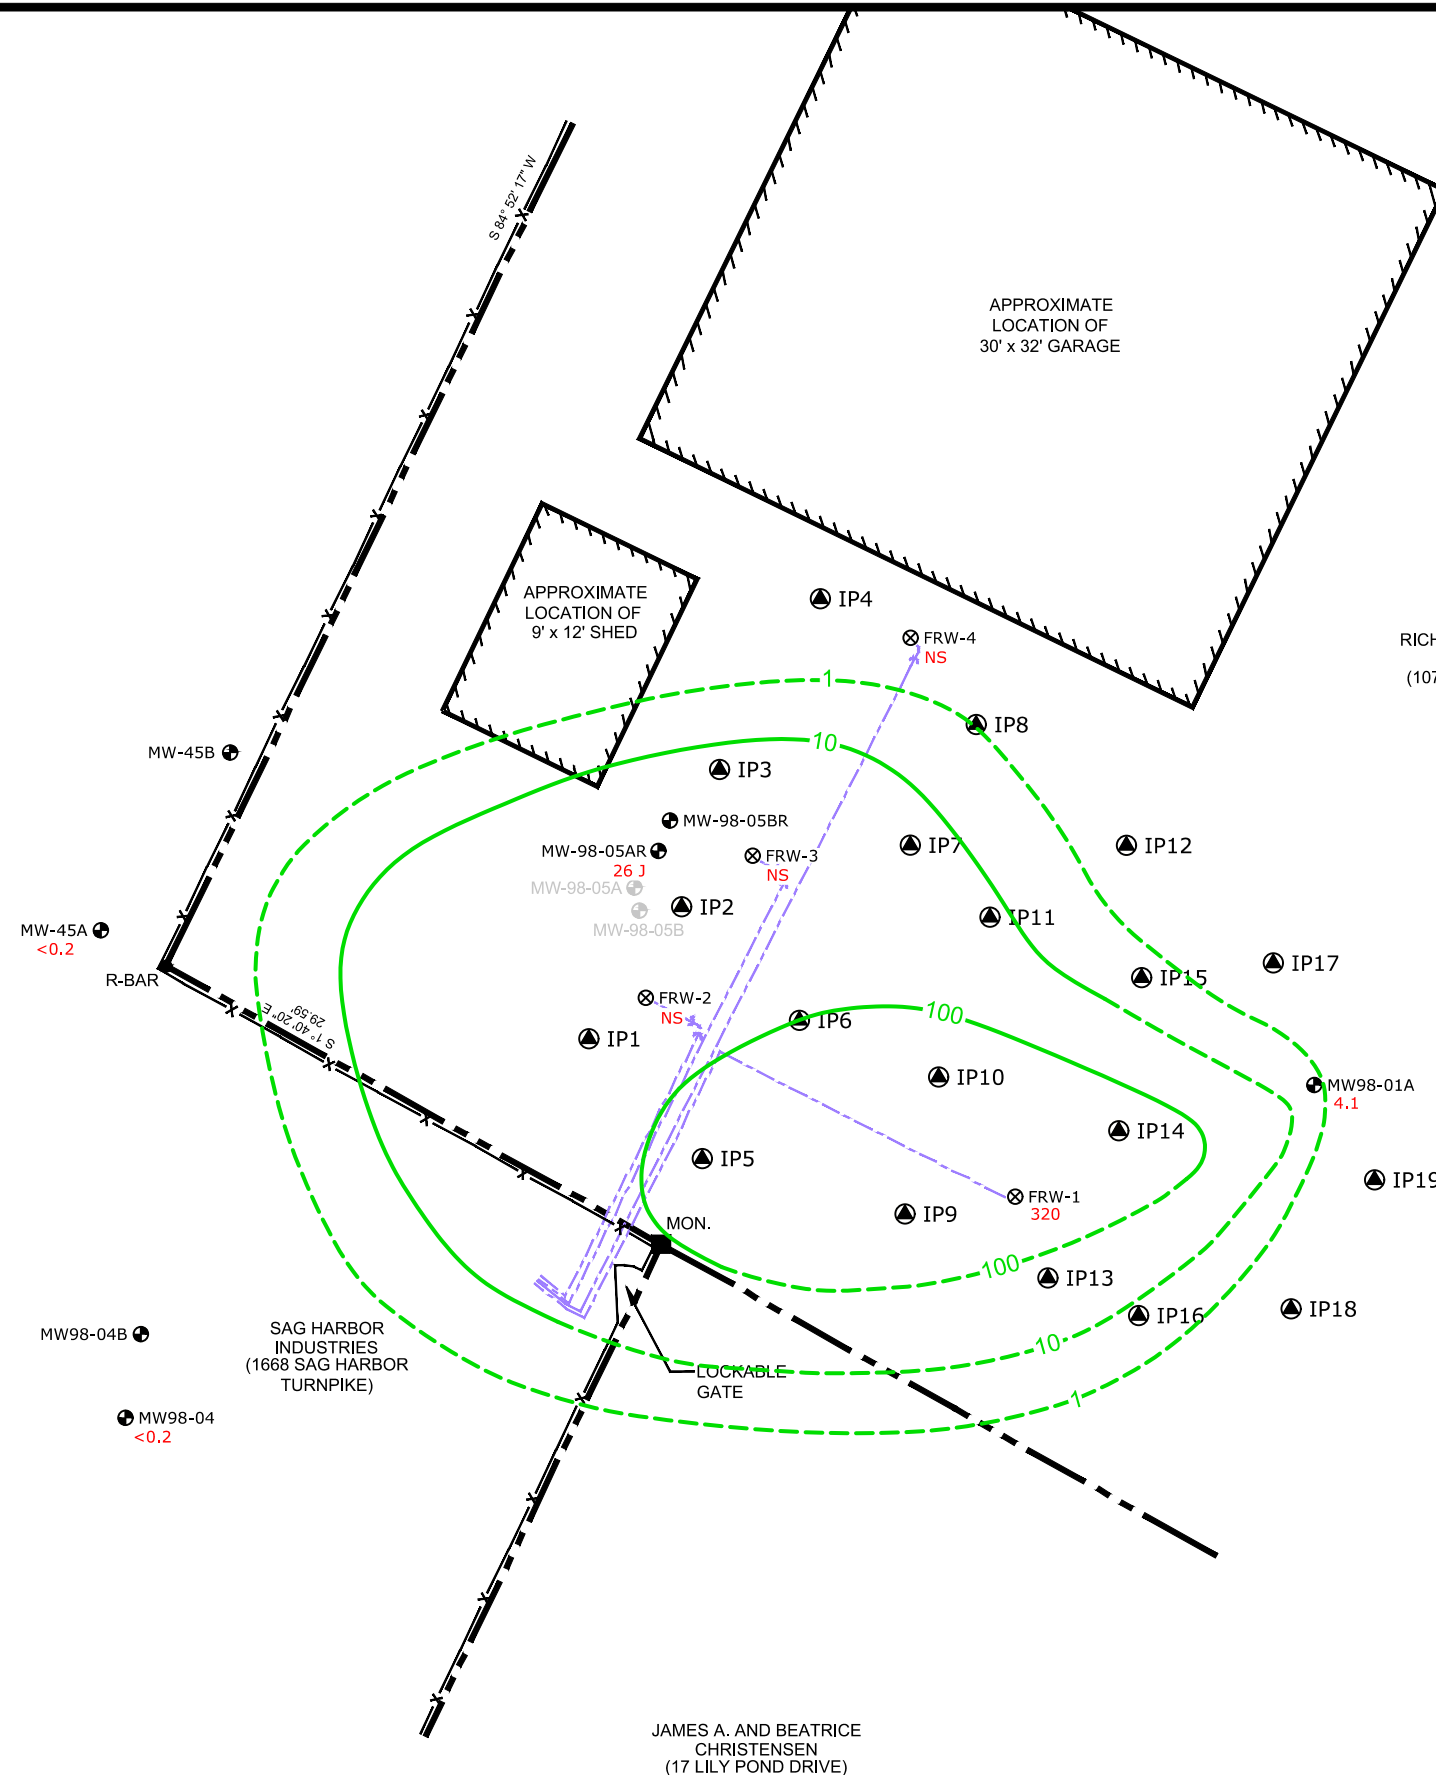 S 84° 52' 17" W
APPROXIMATE
LOCATION OF
30' x 32' GARAGE
APPROXIMATE
LOCATION OF
9' x 12' SHED
IP4
FRW-4
NS
RICH
(107
1
IP8
10
MW-45B
IP3
MW-98-05BR
MW-98-05AR
26 J
FRW-3
NS
IP7
IP12
MW-98-05A
MW-98-05B
IP2
IP11
MW-45A
<0.2
R-BAR
IP15
IP17
S 1° 40' 20" E
29.59'
FRW-2
NS
IP1
IP6
100
IP10
MW98-01A
4.1
IP14
IP5
IP19
FRW-1
320
IP9
MON.
100
IP13
IP16
IP18
MW98-04B
SAG HARBOR
INDUSTRIES
(1668 SAG HARBOR
TURNPIKE)
10
LOCKABLE
GATE
1
MW98-04
<0.2
JAMES A. AND BEATRICE
CHRISTENSEN
(17 LILY POND DRIVE)